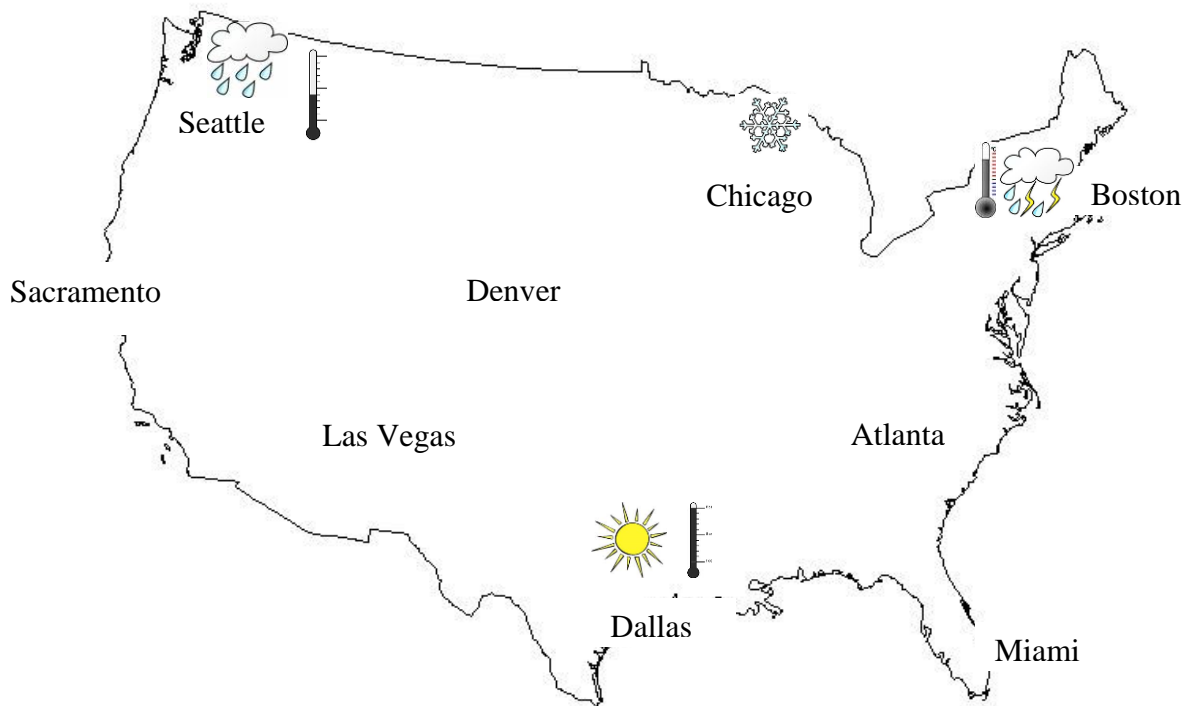 Seattle
Chicago
Boston
Sacramento
Denver
Las Vegas
Atlanta
Dallas
Miami